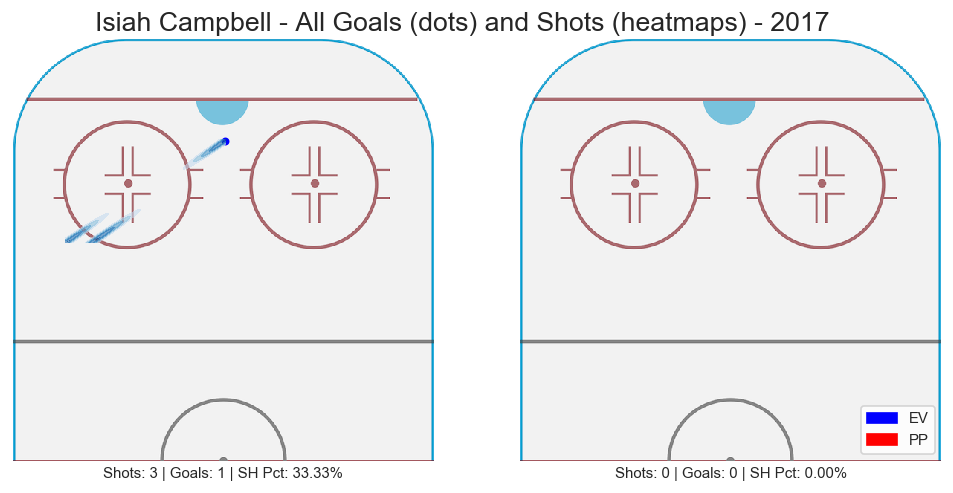 Isiah Campbell - All Goals (dots) and Shots (heatmaps) - 2017
EV
PP
Shots: 3 | Goals: 1 | SH Pct: 33.33%
Shots: 0 | Goals: 0 | SH Pct: 0.00%